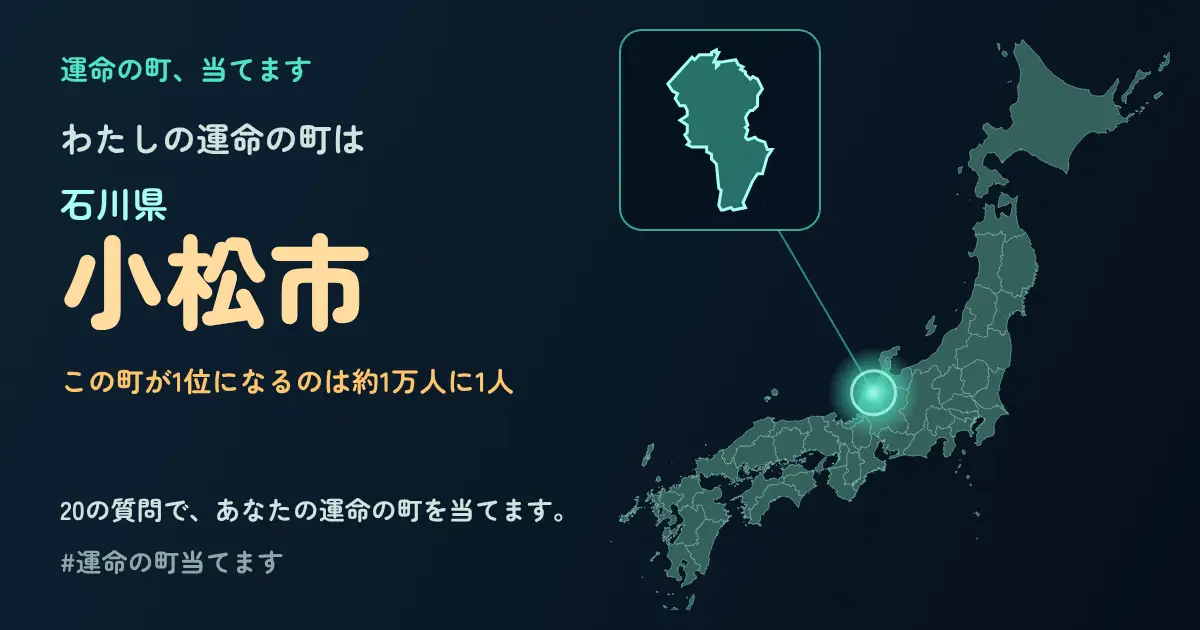 運命の町、当てます
わたしの運命の町は
石川県
小松市
この町が1位になるのは約1万人に1人
20の質問で、あなたの運命の町を当てます。
#運命の町当てます